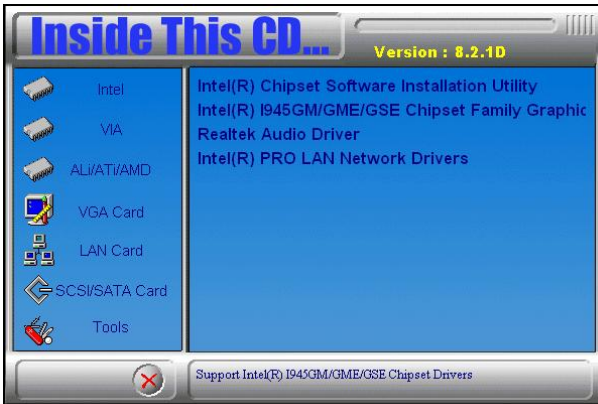 Inside This CD...
Version : 8.2.1D
Intel
VIA
ALi/ATi/AMD
VGA Card
LAN Card
SCSI/SATA Card
Tools
Intel(R) Chipset Software Installation Utility
Intel(R) I945GM/GME/GSE Chipset Family Graphic
Realtek Audio Driver
Intel(R) PRO LAN Network Drivers
Support Intel(R) I945GM/GME/GSE Chipset Drivers